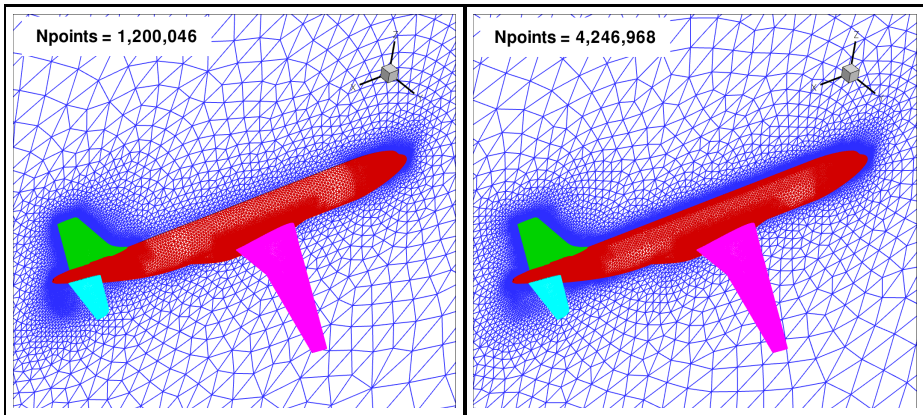 Npoints = 1,200,046
Z
X
Npoints = 4,246,968
Z
X